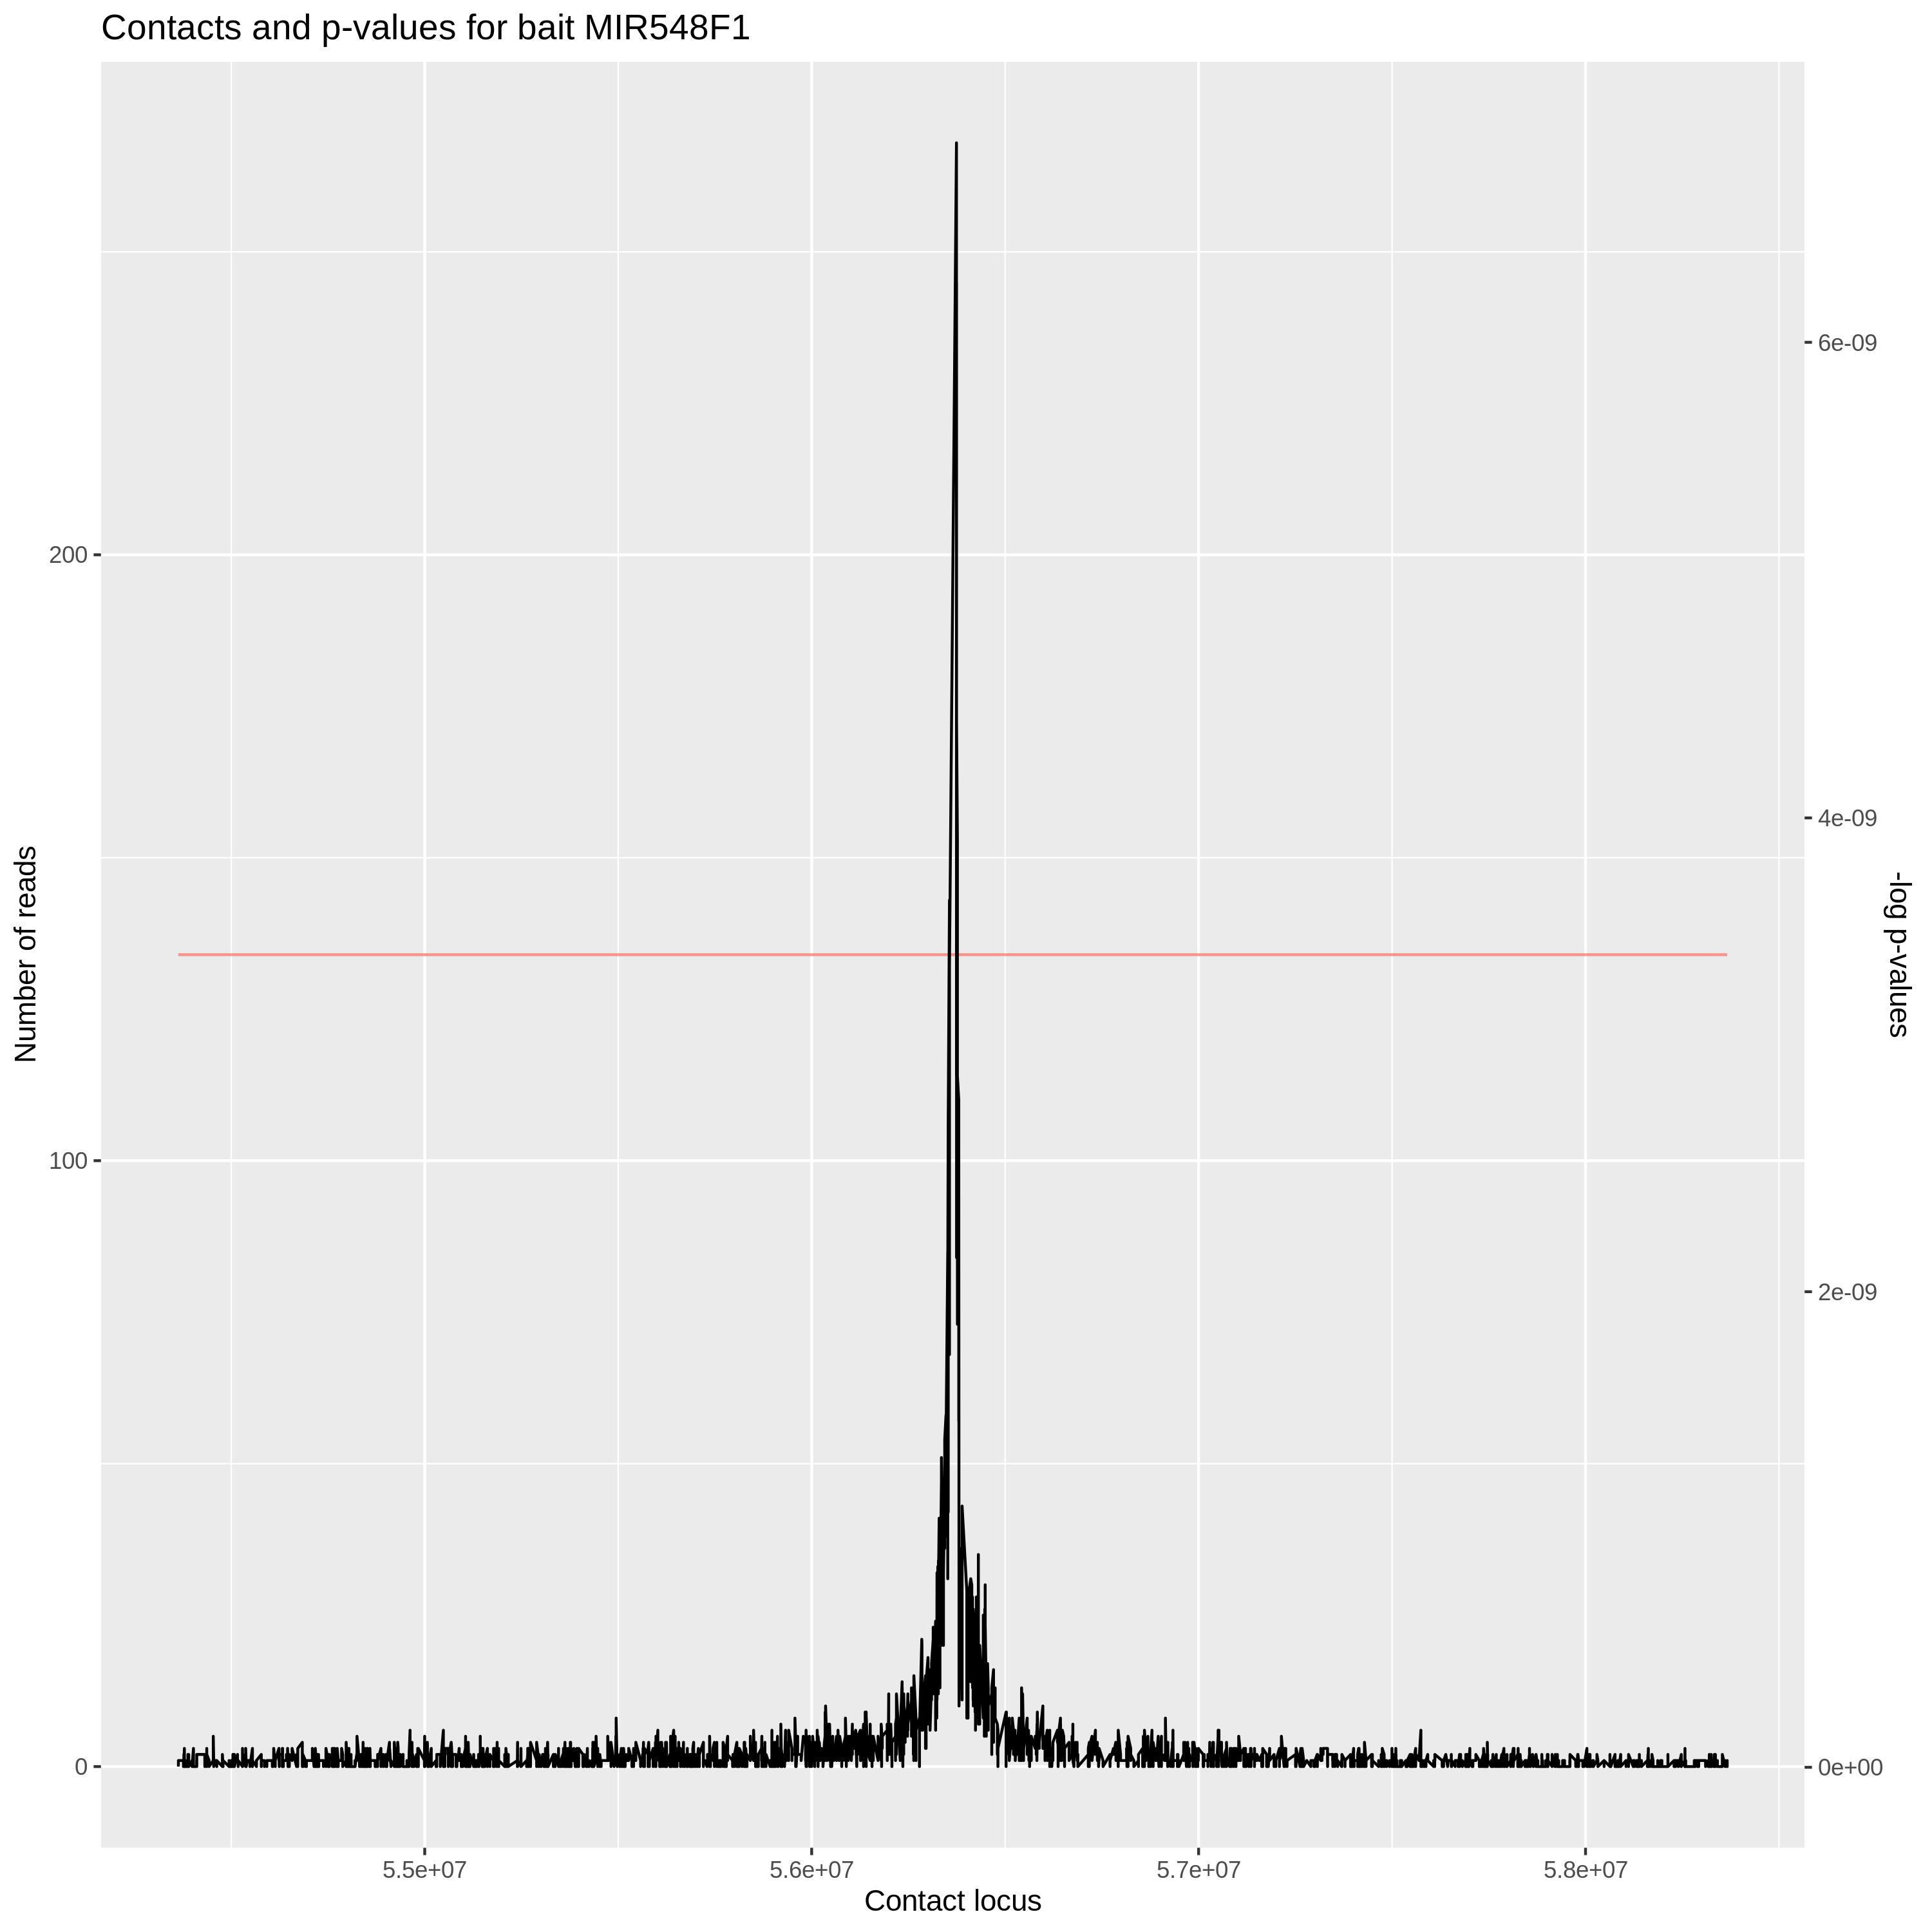 Contacts and p-values for bait MIR548F1
Number of reads
200
100
0
6e-09
4e-09
2e-09
0e+00
-log p-values
5.5e+07
5.6e+07
5.7e+07
5.8e+07
Contact locus